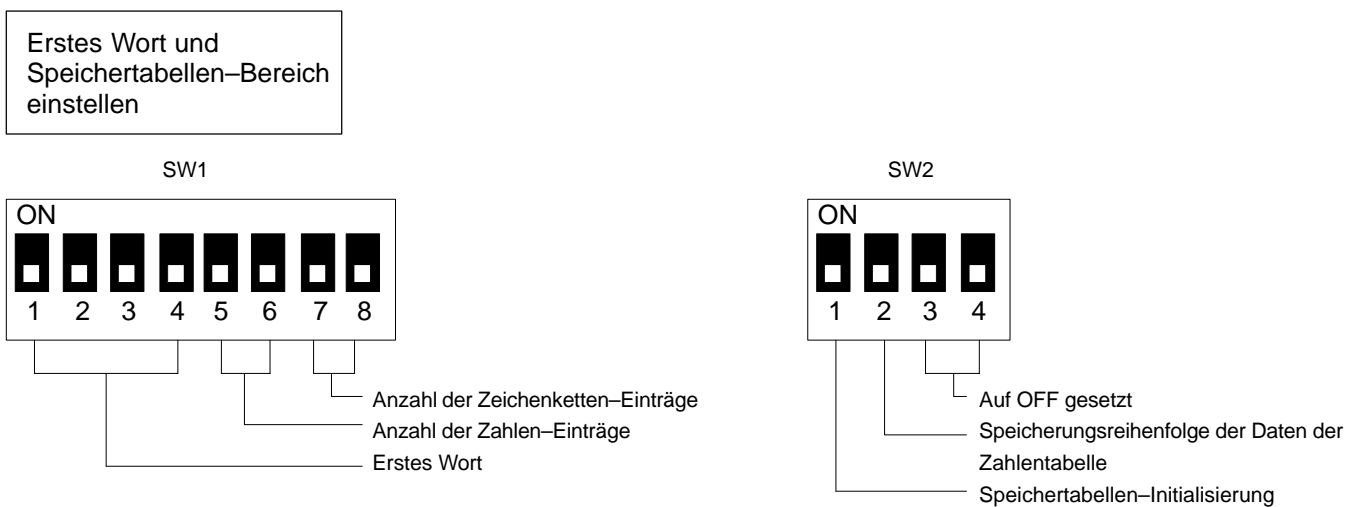 Erstes Wort und
Speichertabellen–Bereich
einstellen
SW1
ON
1 2 3 4 5 6 7 8
Anzahl der Zeichenketten–Einträge
Anzahl der Zahlen–Einträge
Erstes Wort
SW2
ON
1 2 3 4
Auf OFF gesetzt
Speicherungsreihenfolge der Daten der
Zahlentabelle
Speichertabellen–Initialisierung